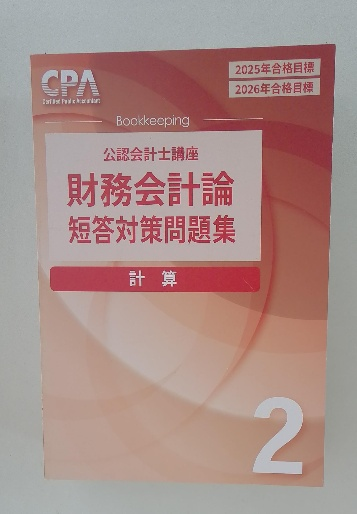 CPA
Certified Public Accountant
2025年合格目標
2026年合格目標
Bookkeeping
公認会計士講座
財務会計論
短答対策問題集
計算
2